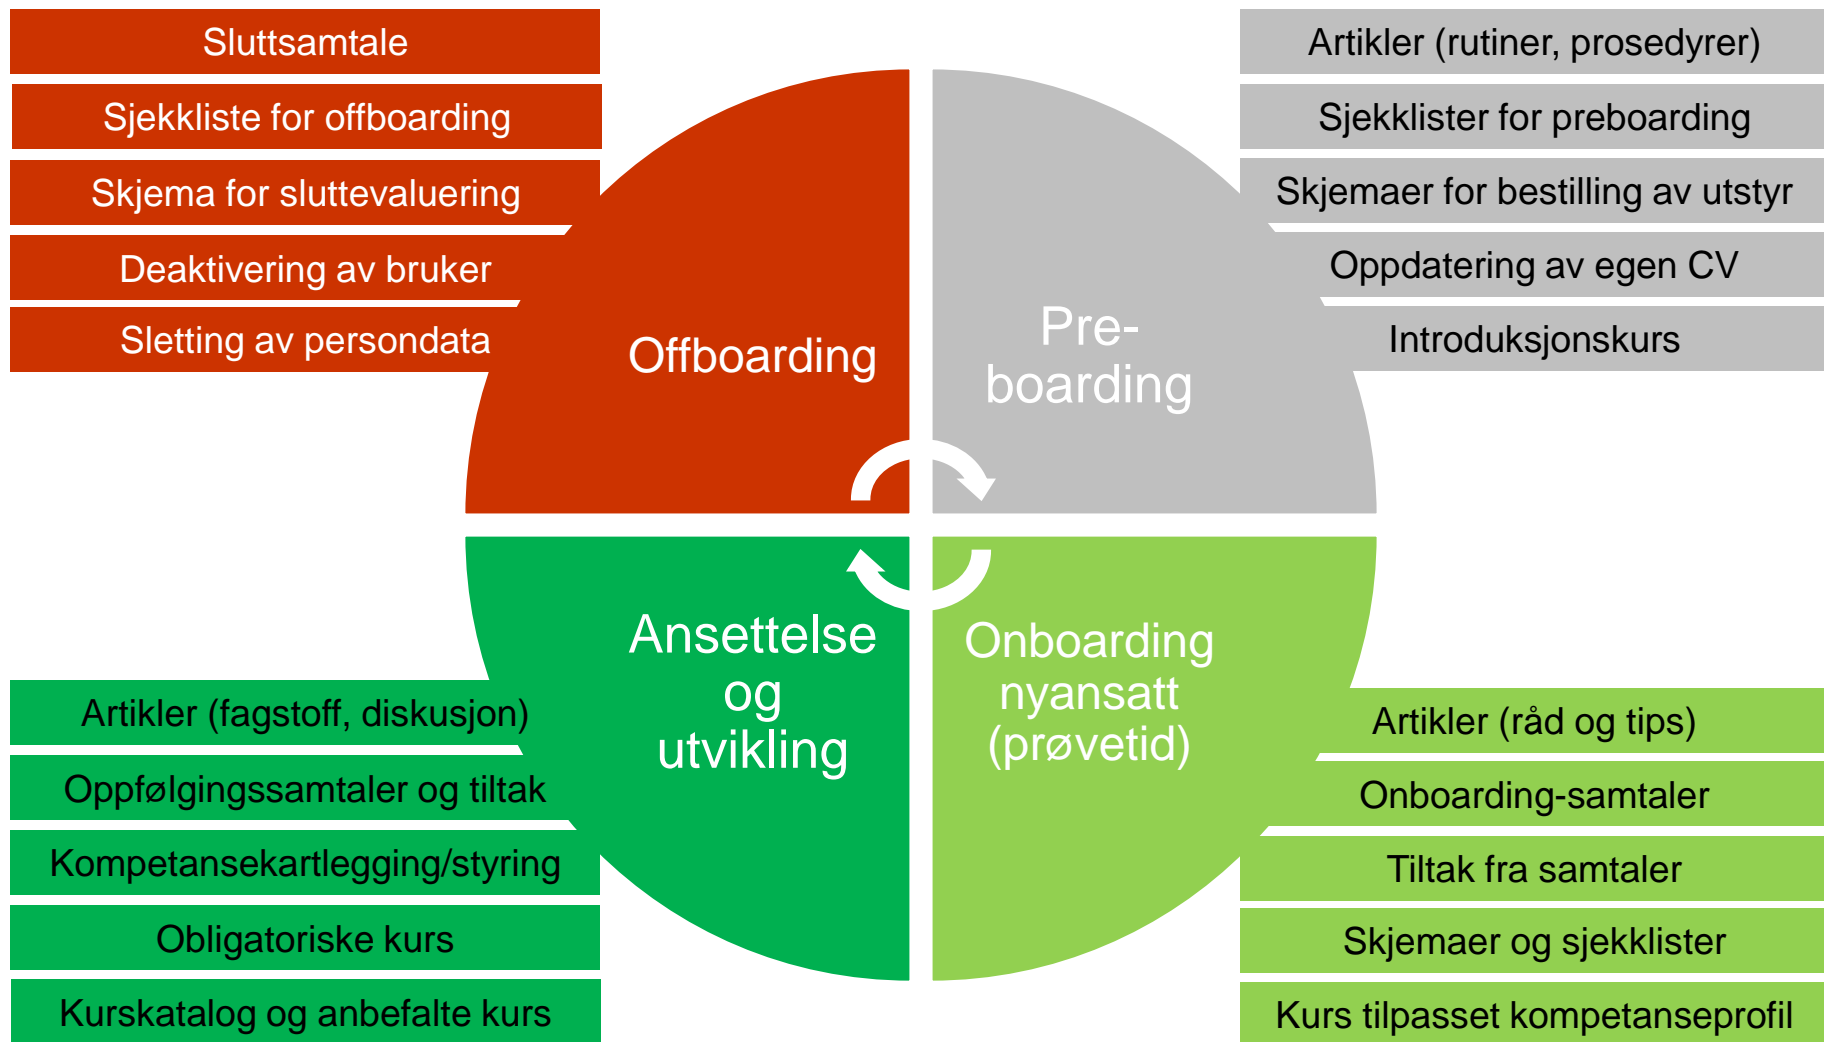 Sluttsamtale
Sjekkliste for offboarding
Skjema for sluttevaluering
Deaktivering av bruker
Sletting av persondata
Offboarding
Artikler (rutiner, prosedyrer)
Sjekklister for preboarding
Skjemaer for bestilling av utstyr
Oppdatering av egen CV
Introduksjonskurs
Pre-
boarding
Ansettelse
og
utvikling
Artikler (fagstoff, diskusjon)
Oppfølgingssamtaler og tiltak
Kompetansekartlegging/styring
Obligatoriske kurs
Kurskatalog og anbefalte kurs
Onboarding
nyansatt
(prøvetid)
Artikler (råd og tips)
Onboarding-samtaler
Tiltak fra samtaler
Skjemaer og sjekklister
Kurs tilpasset kompetanseprofil